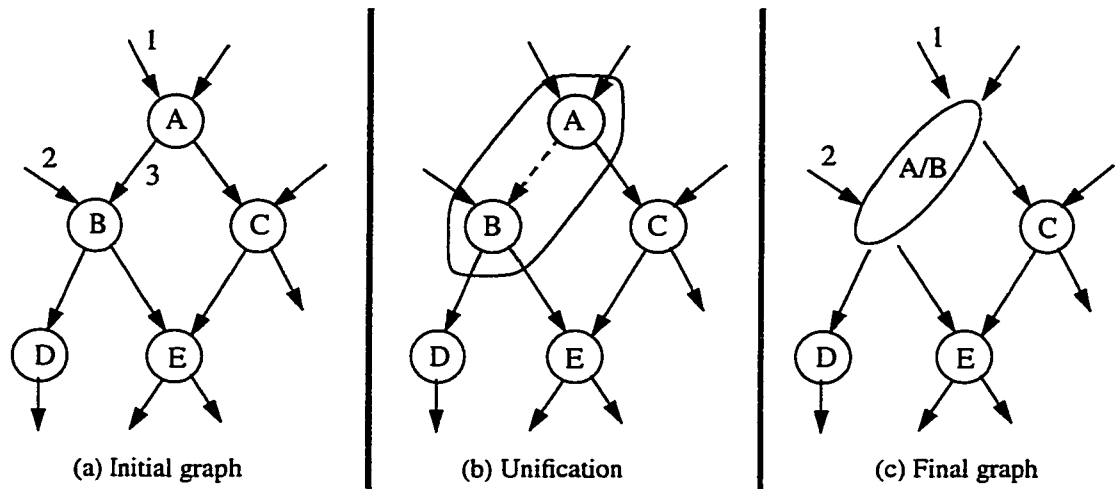 1
A
2
3
B
C
D
E
(a) Initial graph
A
B
C
D
E
(b) Unification
1
2
A/B
C
D
E
(c) Final graph